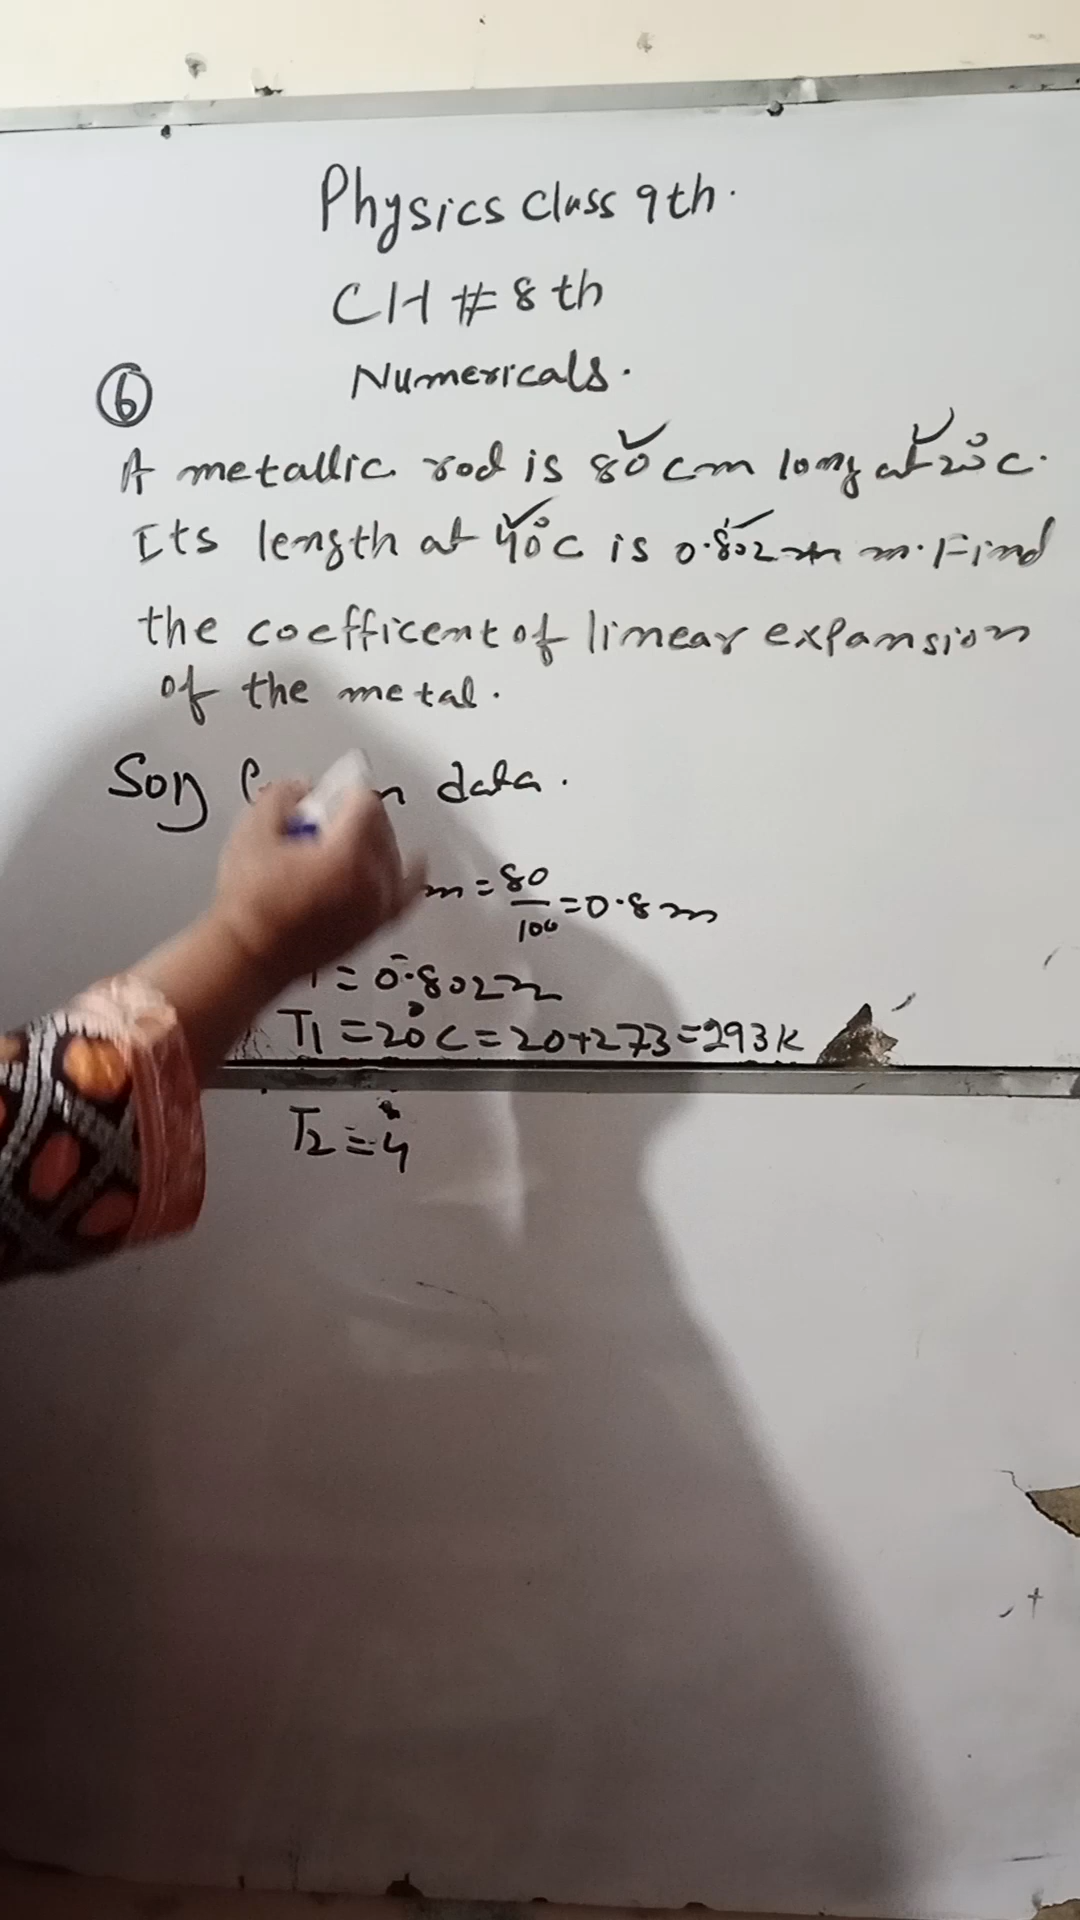 Physics class 9th.
CH # 8th
Numericals.
⑥
A metallic rod is 80 cm long at 20°C.
Its length at 40°C is 0.802 m. Find
the coefficent of linear expansion
of the metal.
Sol data.
m = 80/100 = 0.8 m
= 0.802 m
T1 = 20°C = 20+273 = 293K
T2 = 4